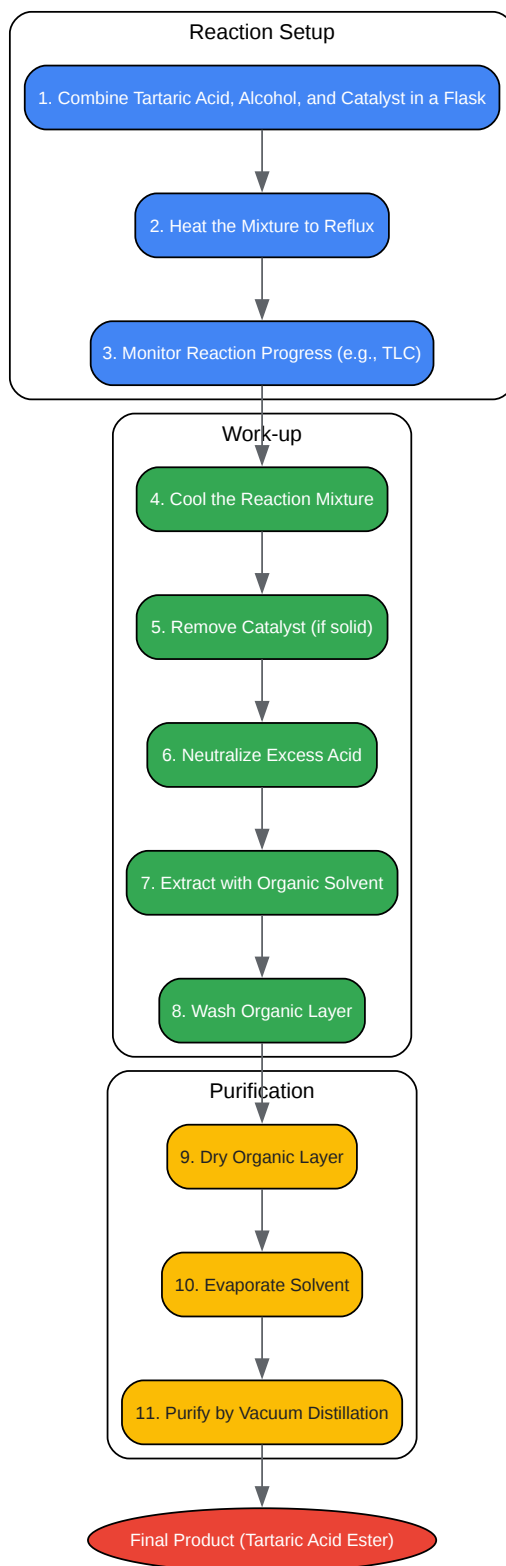 Reaction Setup
1. Combine Tartaric Acid, Alcohol, and Catalyst in a Flask
2. Heat the Mixture to Reflux
3. Monitor Reaction Progress (e.g., TLC)
Work-up
4. Cool the Reaction Mixture
5. Remove Catalyst (if solid)
6. Neutralize Excess Acid
7. Extract with Organic Solvent
8. Wash Organic Layer
Purification
9. Dry Organic Layer
10. Evaporate Solvent
11. Purify by Vacuum Distillation
Final Product (Tartaric Acid Ester)